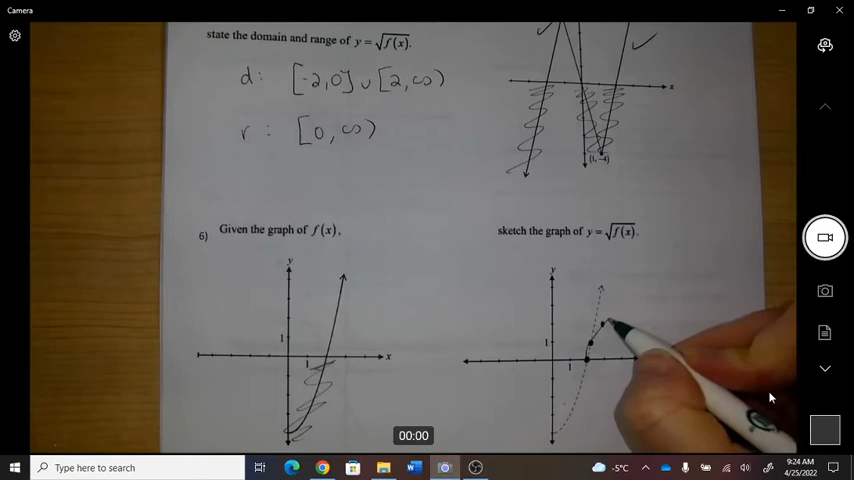 Camera
state the domain and range of y = √f(x).
d: [-2,0] ∪ [2,∞)
r : [0,∞)
x
(1, -4)
6) Given the graph of f(x),
sketch the graph of y = √f(x).
y
y
1
1
x
1
1
00:00
Type here to search
-5°C
9:24 AM
4/25/2022